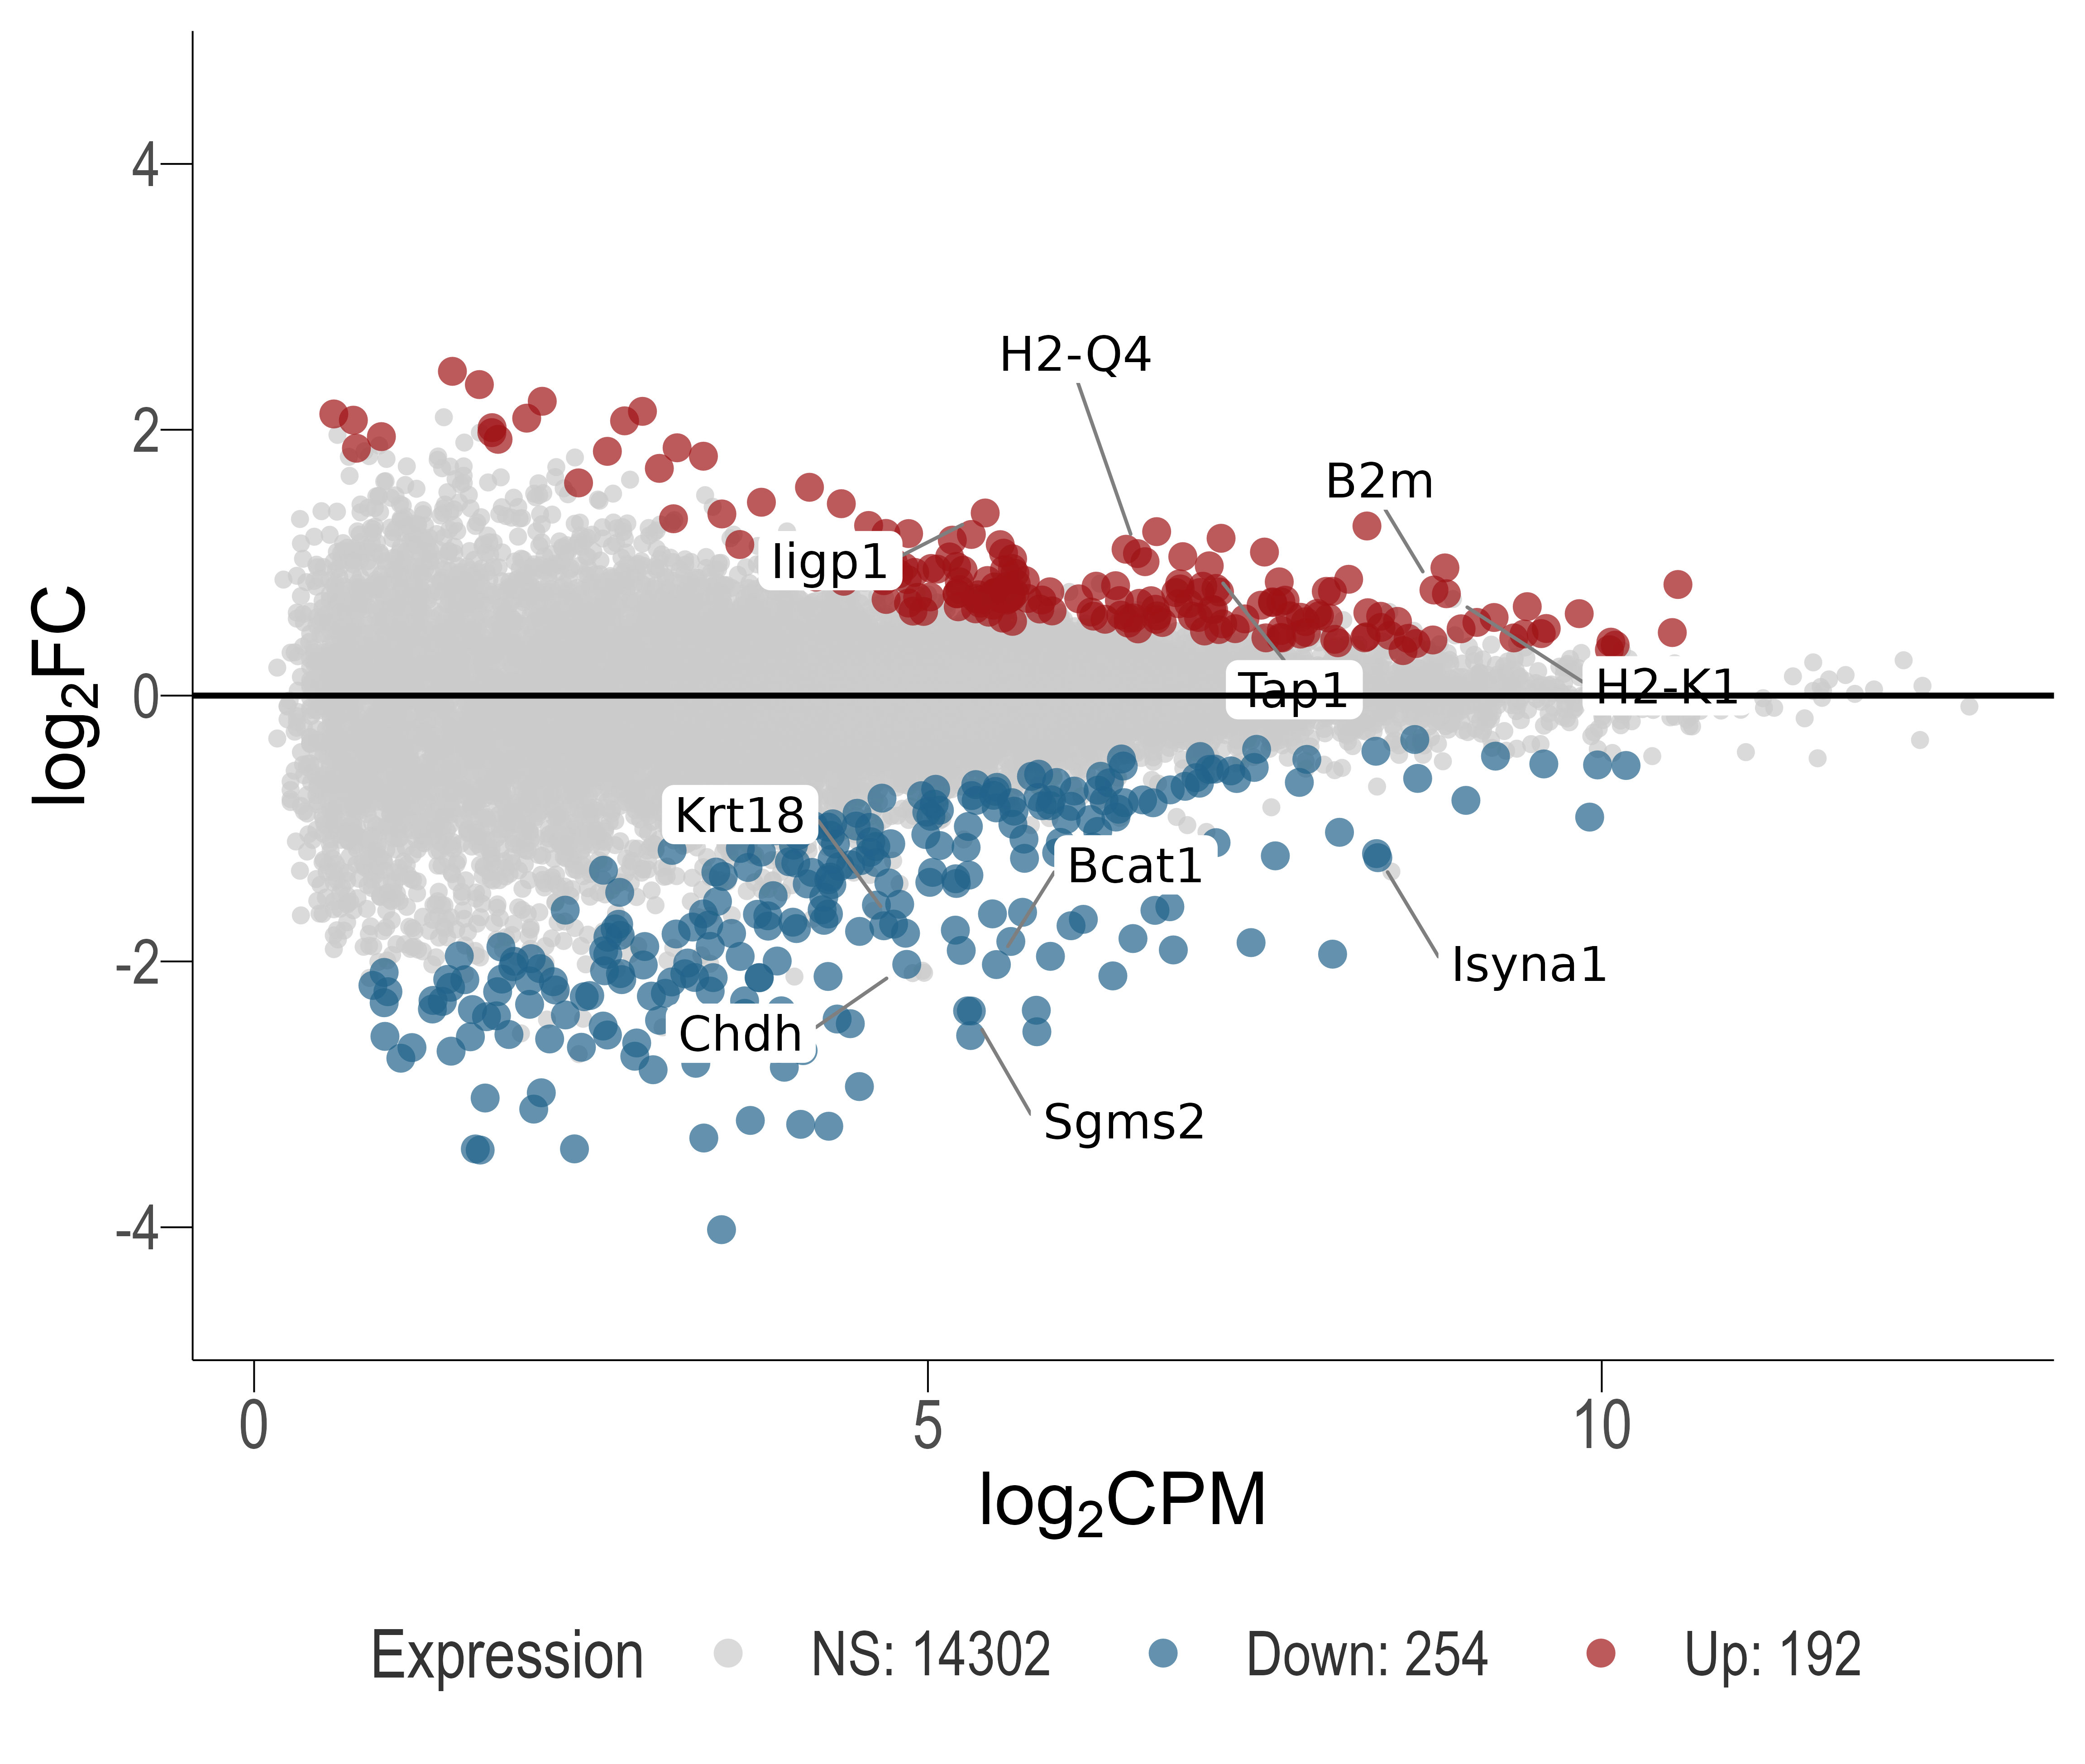 4
2
0
-2
-4
log₂FC
H2-Q4
B2m
Iigp1
Tap1
H2-K1
Krt18
Bcat1
Isyna1
Chdh
Sgms2
0 5 10
log₂CPM
Expression NS: 14302 Down: 254 Up: 192